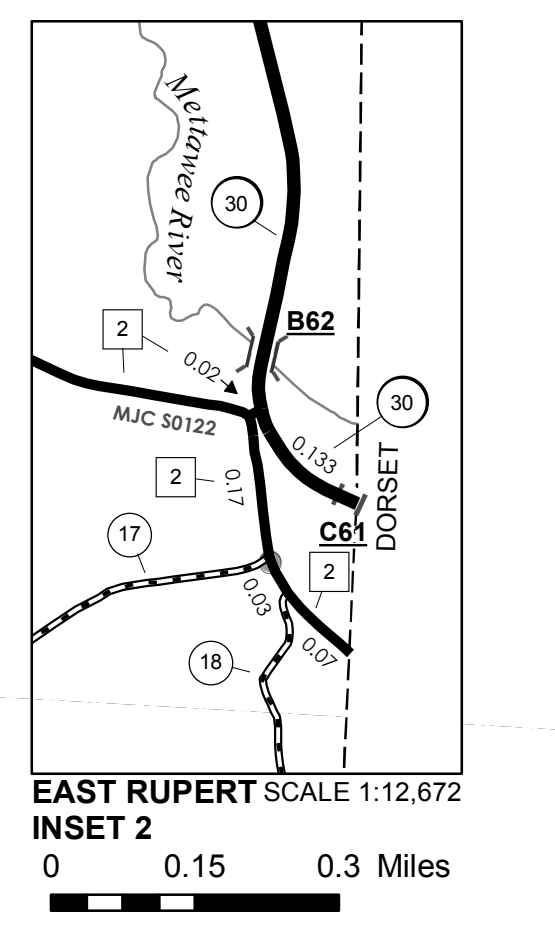 Mettawee River
30
B62
2
0.02
30
MJC S0122
0.133
DORSET
2
0.17
C61
17
2
0.03
18
0.07
EAST RUPERT SCALE 1:12,672
INSET 2
0 0.15 0.3 Miles